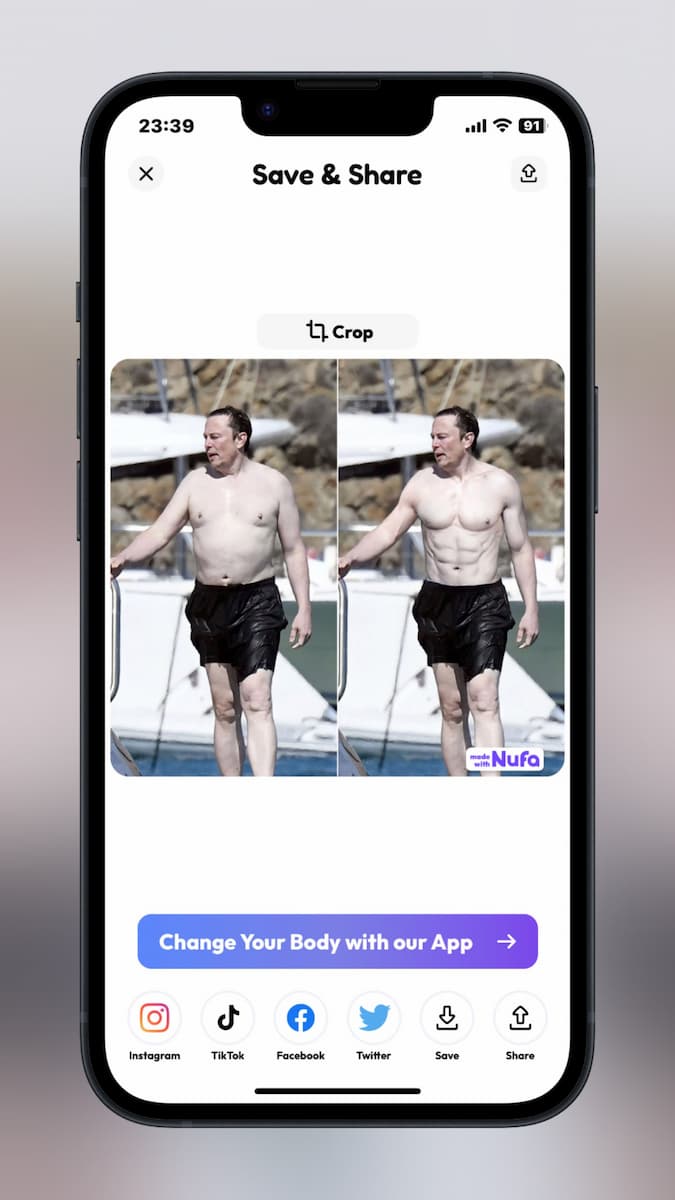 23:39
91
Save & Share
Crop
made
with Nufa
Change Your Body with our App
Instagram
TikTok
Facebook
Twitter
Save
Share